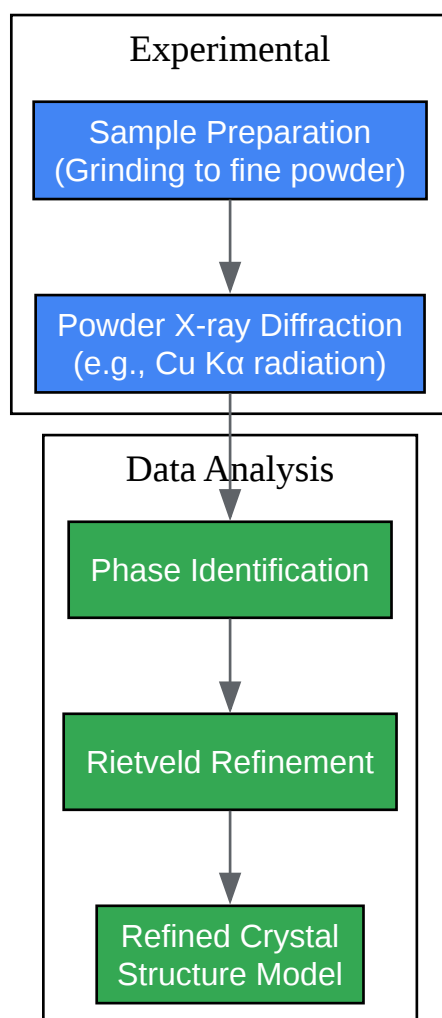 Experimental
Sample Preparation
(Grinding to fine powder)
Powder X-ray Diffraction
(e.g., Cu Kα radiation)
Data Analysis
Phase Identification
Rietveld Refinement
Refined Crystal
Structure Model